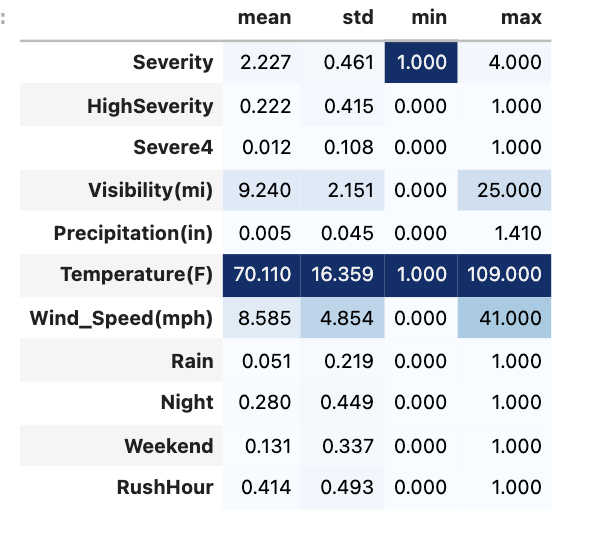 :
mean std min max
Severity 2.227 0.461 1.000 4.000
HighSeverity 0.222 0.415 0.000 1.000
Severe4 0.012 0.108 0.000 1.000
Visibility(mi) 9.240 2.151 0.000 25.000
Precipitation(in) 0.005 0.045 0.000 1.410
Temperature(F) 70.110 16.359 1.000 109.000
Wind_Speed(mph) 8.585 4.854 0.000 41.000
Rain 0.051 0.219 0.000 1.000
Night 0.280 0.449 0.000 1.000
Weekend 0.131 0.337 0.000 1.000
RushHour 0.414 0.493 0.000 1.000